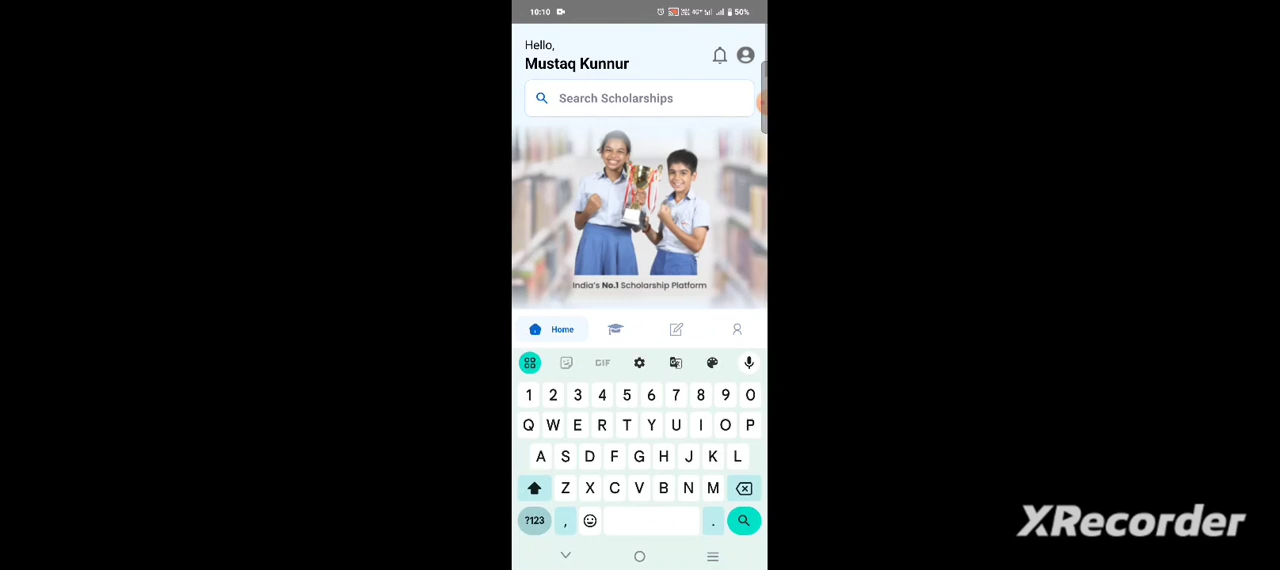 10:10 4G+ 50%
Hello,
Mustaq Kunnur
Search Scholarships
India's No.1 Scholarship Platform
Home
GIF
1 2 3 4 5 6 7 8 9 0
Q W E R T Y U I O P
A S D F G H J K L
Z X C V B N M
?123 , .
XRecorder